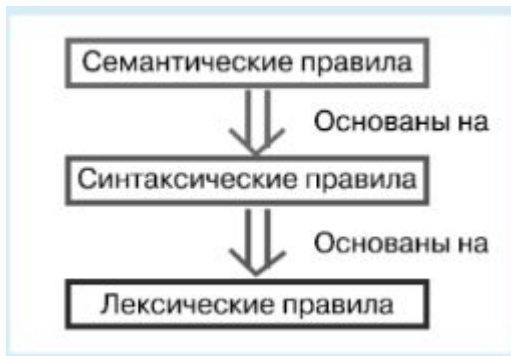 Семантические правила
Основаны на
Синтаксические правила
Основаны на
Лексические правила